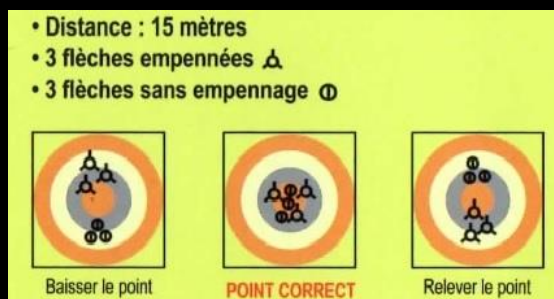 • Distance : 15 mètres
• 3 flèches empennées
• 3 flèches sans empennage
Baisser le point
POINT CORRECT
Relever le point